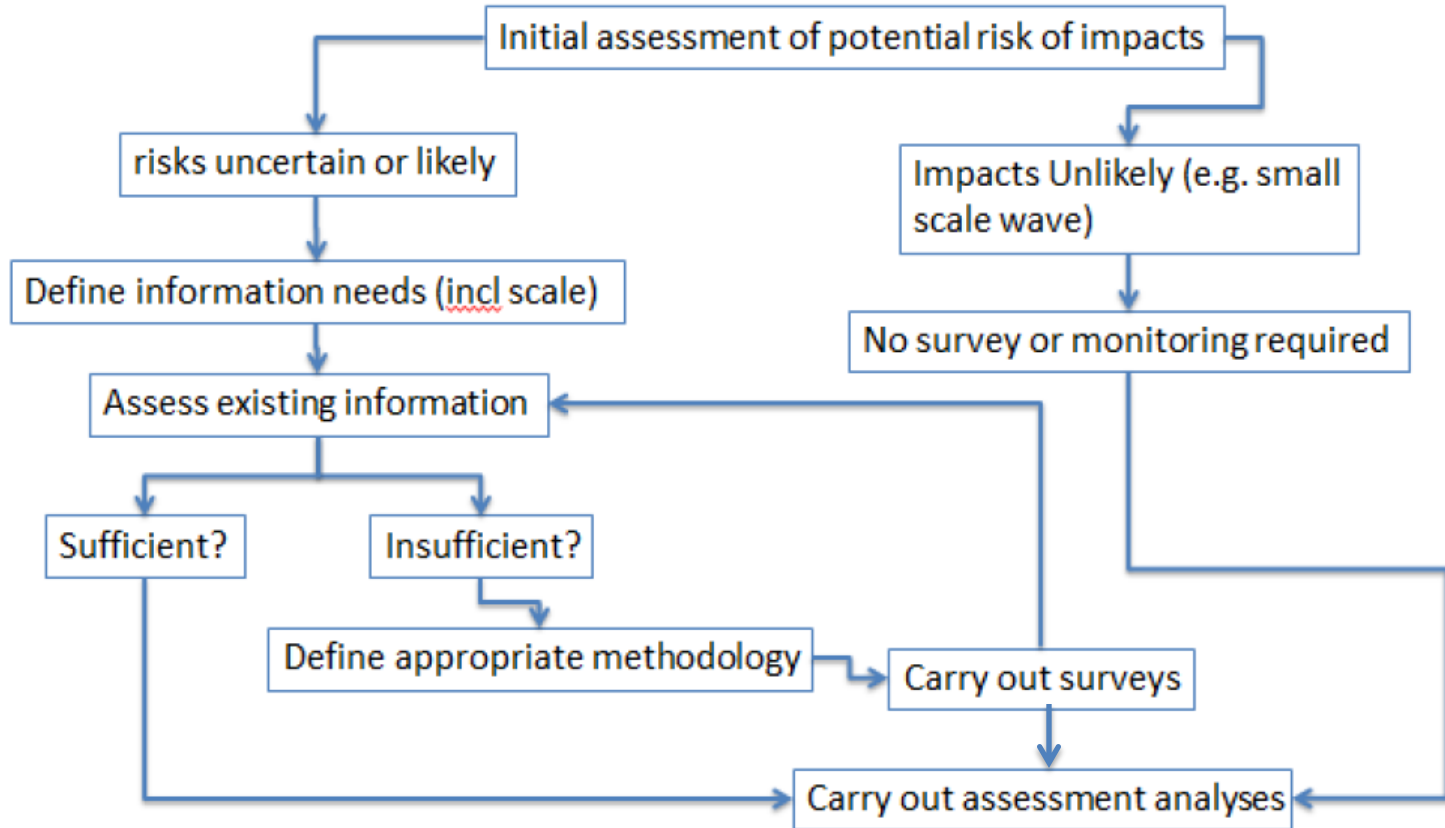 Initial assessment of potential risk of impacts
risks uncertain or likely
Impacts Unlikely (e.g. small
scale wave)
Define information needs (incl scale)
No survey or monitoring required
Assess existing information
Sufficient?
Insufficient?
Define appropriate methodology
Carry out surveys
Carry out assessment analyses